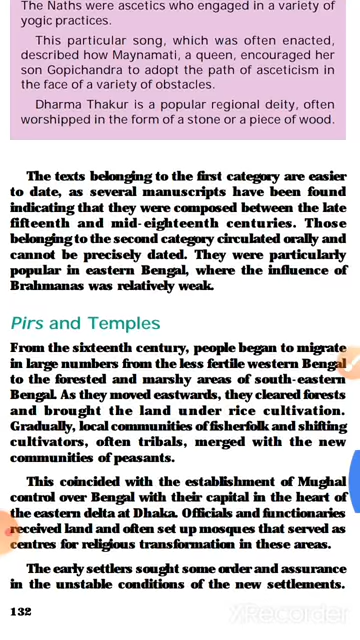 The Naths were ascetics who engaged in a variety of
yogic practices.
This particular song, which was often enacted,
described how Maynamati, a queen, encouraged her
son Gopichandra to adopt the path of asceticism in
the face of a variety of obstacles.
Dharma Thakur is a popular regional deity, often
worshipped in the form of a stone or a piece of wood.
The texts belonging to the first category are easier
to date, as several manuscripts have been found
indicating that they were composed between the late
fifteenth and mid-eighteenth centuries. Those
belonging to the second category circulated orally and
cannot be precisely dated. They were particularly
popular in eastern Bengal, where the influence of
Brahmanas was relatively weak.
Pirs and Temples
From the sixteenth century, people began to migrate
in large numbers from the less fertile western Bengal
to the forested and marshy areas of south-eastern
Bengal. As they moved eastwards, they cleared forests
and brought the land under rice cultivation.
Gradually, local communities of fisherfolk and shifting
cultivators, often tribals, merged with the new
communities of peasants.
This coincided with the establishment of Mughal
control over Bengal with their capital in the heart of
the eastern delta at Dhaka. Officials and functionaries
received land and often set up mosques that served as
centres for religious transformation in these areas.
The early settlers sought some order and assurance
in the unstable conditions of the new settlements.
132
XRecorder